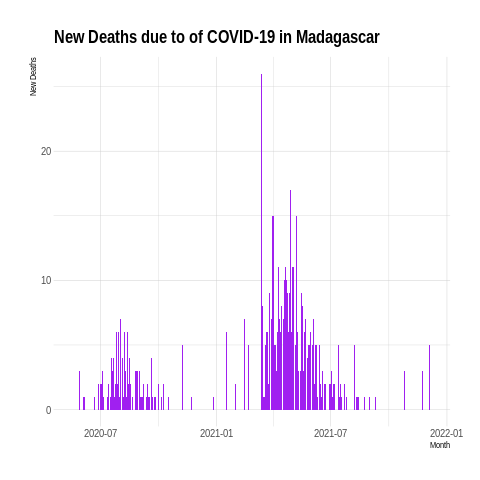 New Deaths due to of COVID-19 in Madagascar
New Deaths
20
10
0
2020-07 2021-01 2021-07 2022-01
Month